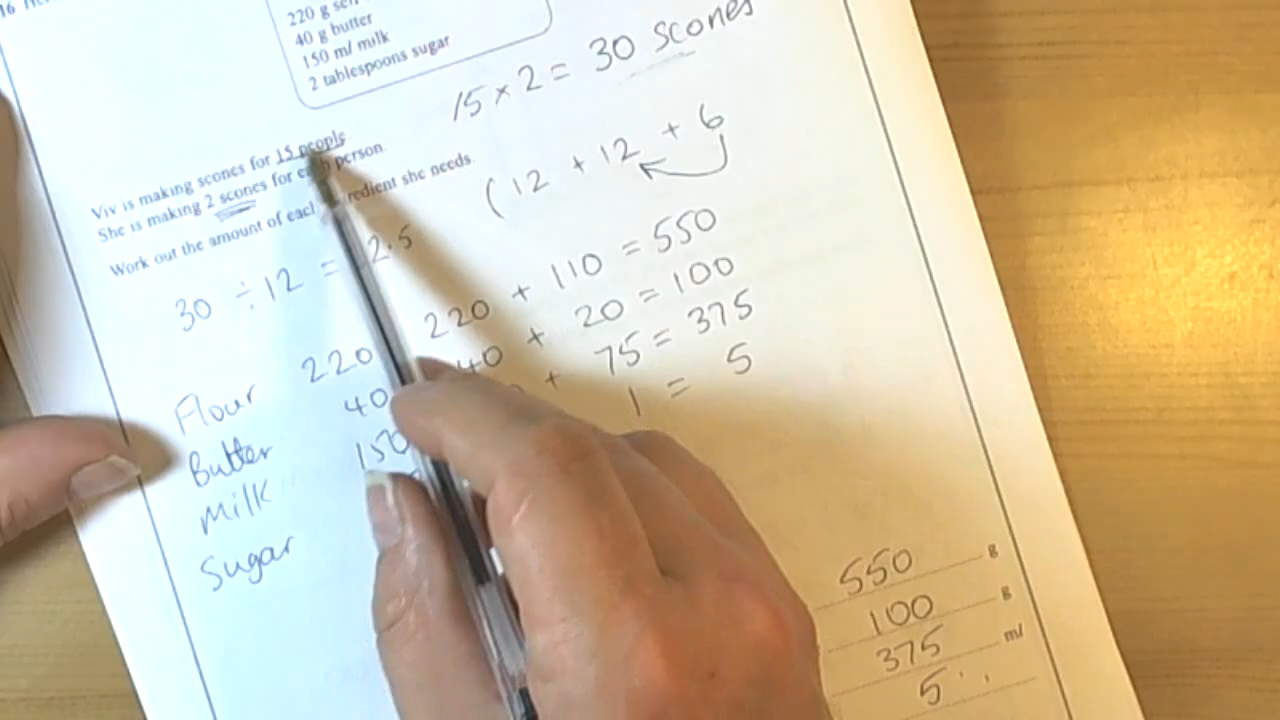 16
220 g
40 g butter
150 ml milk
2 tablespoons sugar
15 × 2 = 30 scones
Viv is making scones for 15 people
She is making 2 scones for each person.
Work out the amount of each ingredient she needs.
(12 + 12 + 6
30 ÷ 12 = 2.5
Flour 220 220 + 110 = 550
Butter 40 40 + 20 = 100
Milk 150 + 75 = 375
Sugar 1 = 5
550 g
100 g
375 ml
5